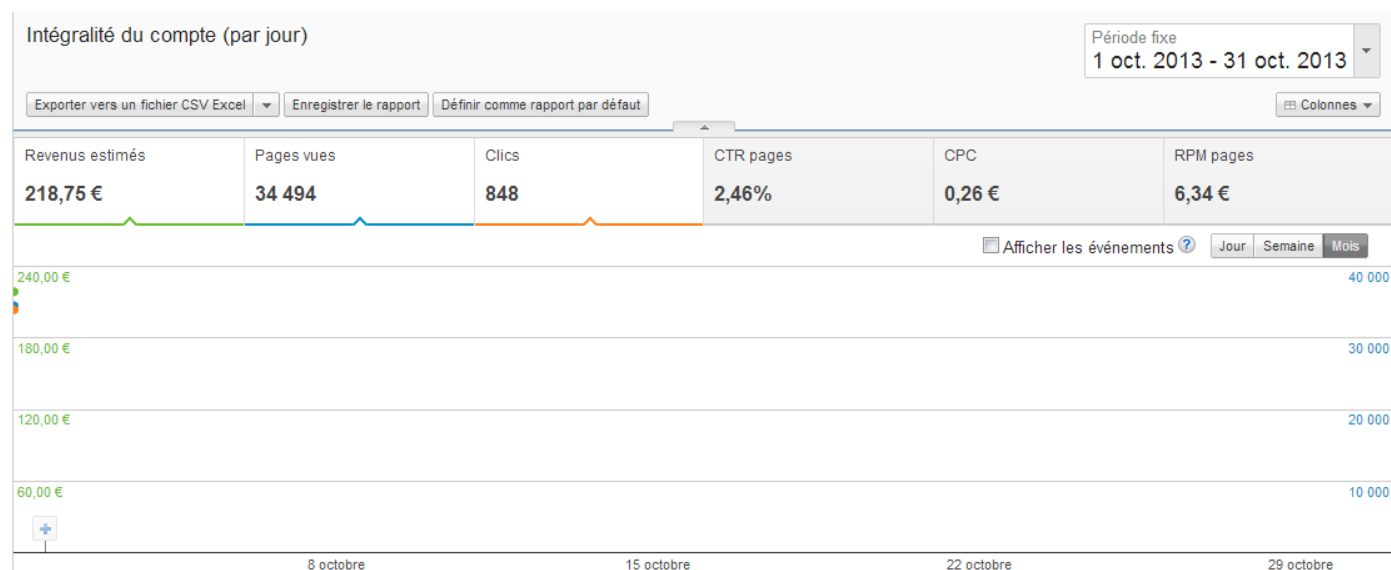 Intégralité du compte (par jour)
Période fixe
1 oct. 2013 - 31 oct. 2013
Exporter vers un fichier CSV Excel
Enregistrer le rapport
Définir comme rapport par défaut
Colonnes
Revenus estimés
Pages vues
Clics
CTR pages
CPC
RPM pages
218,75 €
34 494
848
2,46%
0,26 €
6,34 €
Afficher les événements ?
Jour
Semaine
Mois
240,00 €
40 000
180,00 €
30 000
120,00 €
20 000
60,00 €
10 000
8 octobre
15 octobre
22 octobre
29 octobre